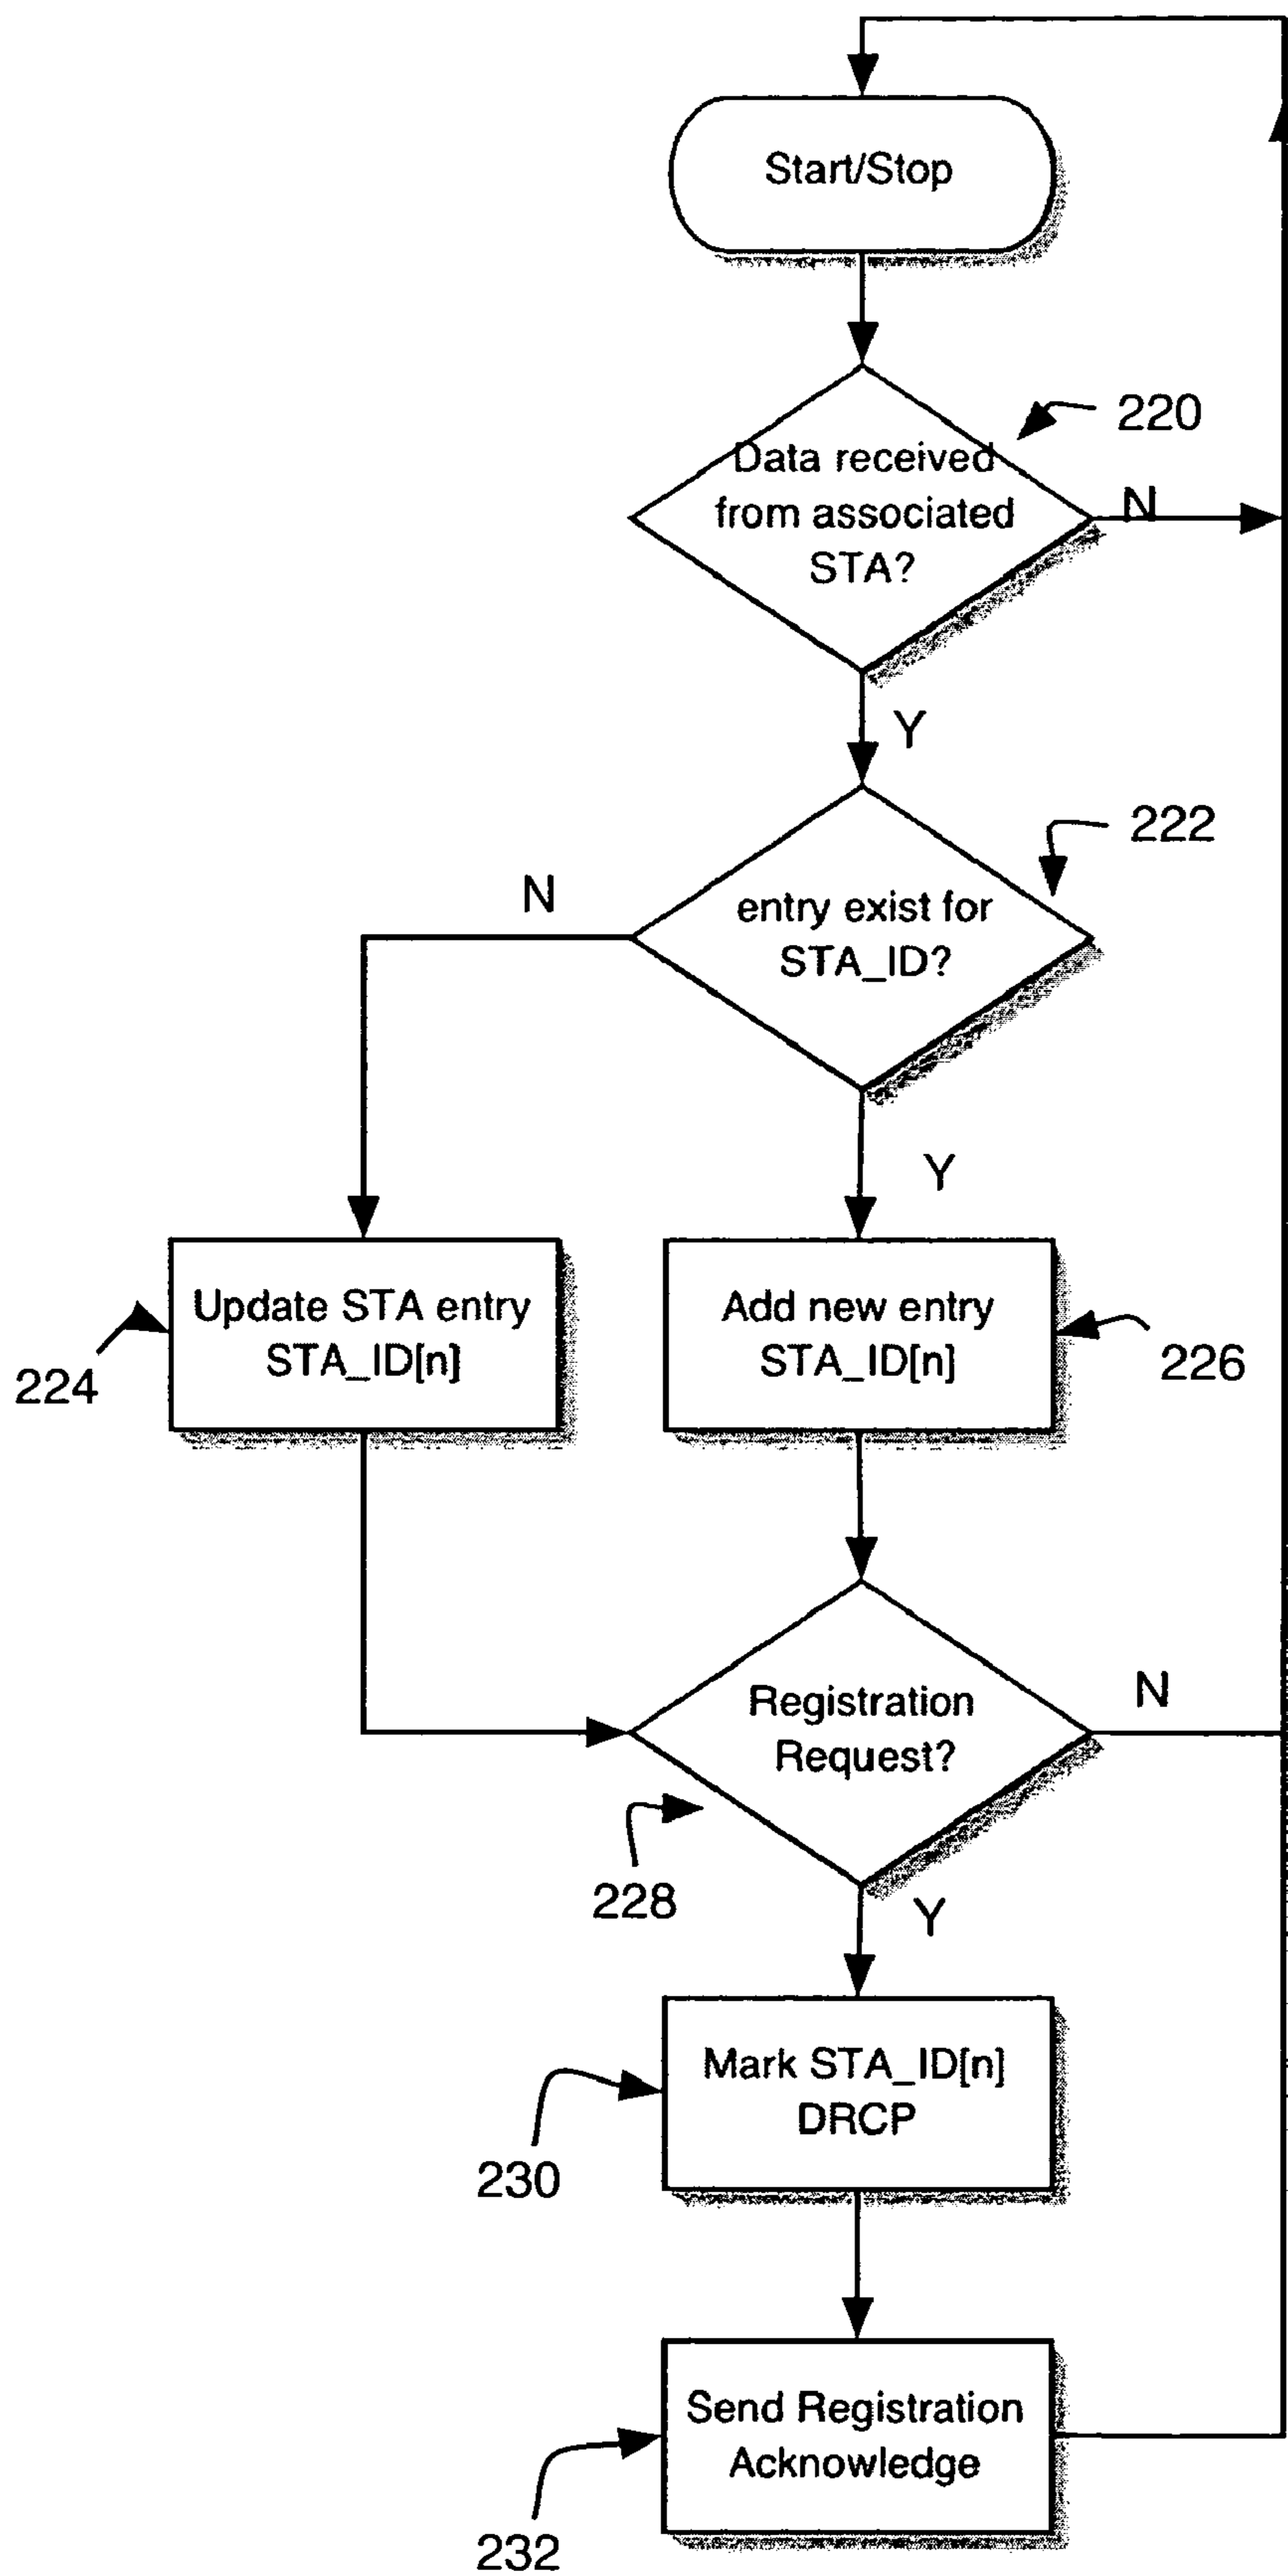 Start/Stop
220
Data received
from associated
STA?
N
Y
222
N
entry exist for
STA_ID?
Y
Update STA entry
STA_ID[n]
Add new entry
STA_ID[n]
224
226
Registration
Request?
N
228
Y
Mark STA_ID[n]
DRCP
230
Send Registration
Acknowledge
232